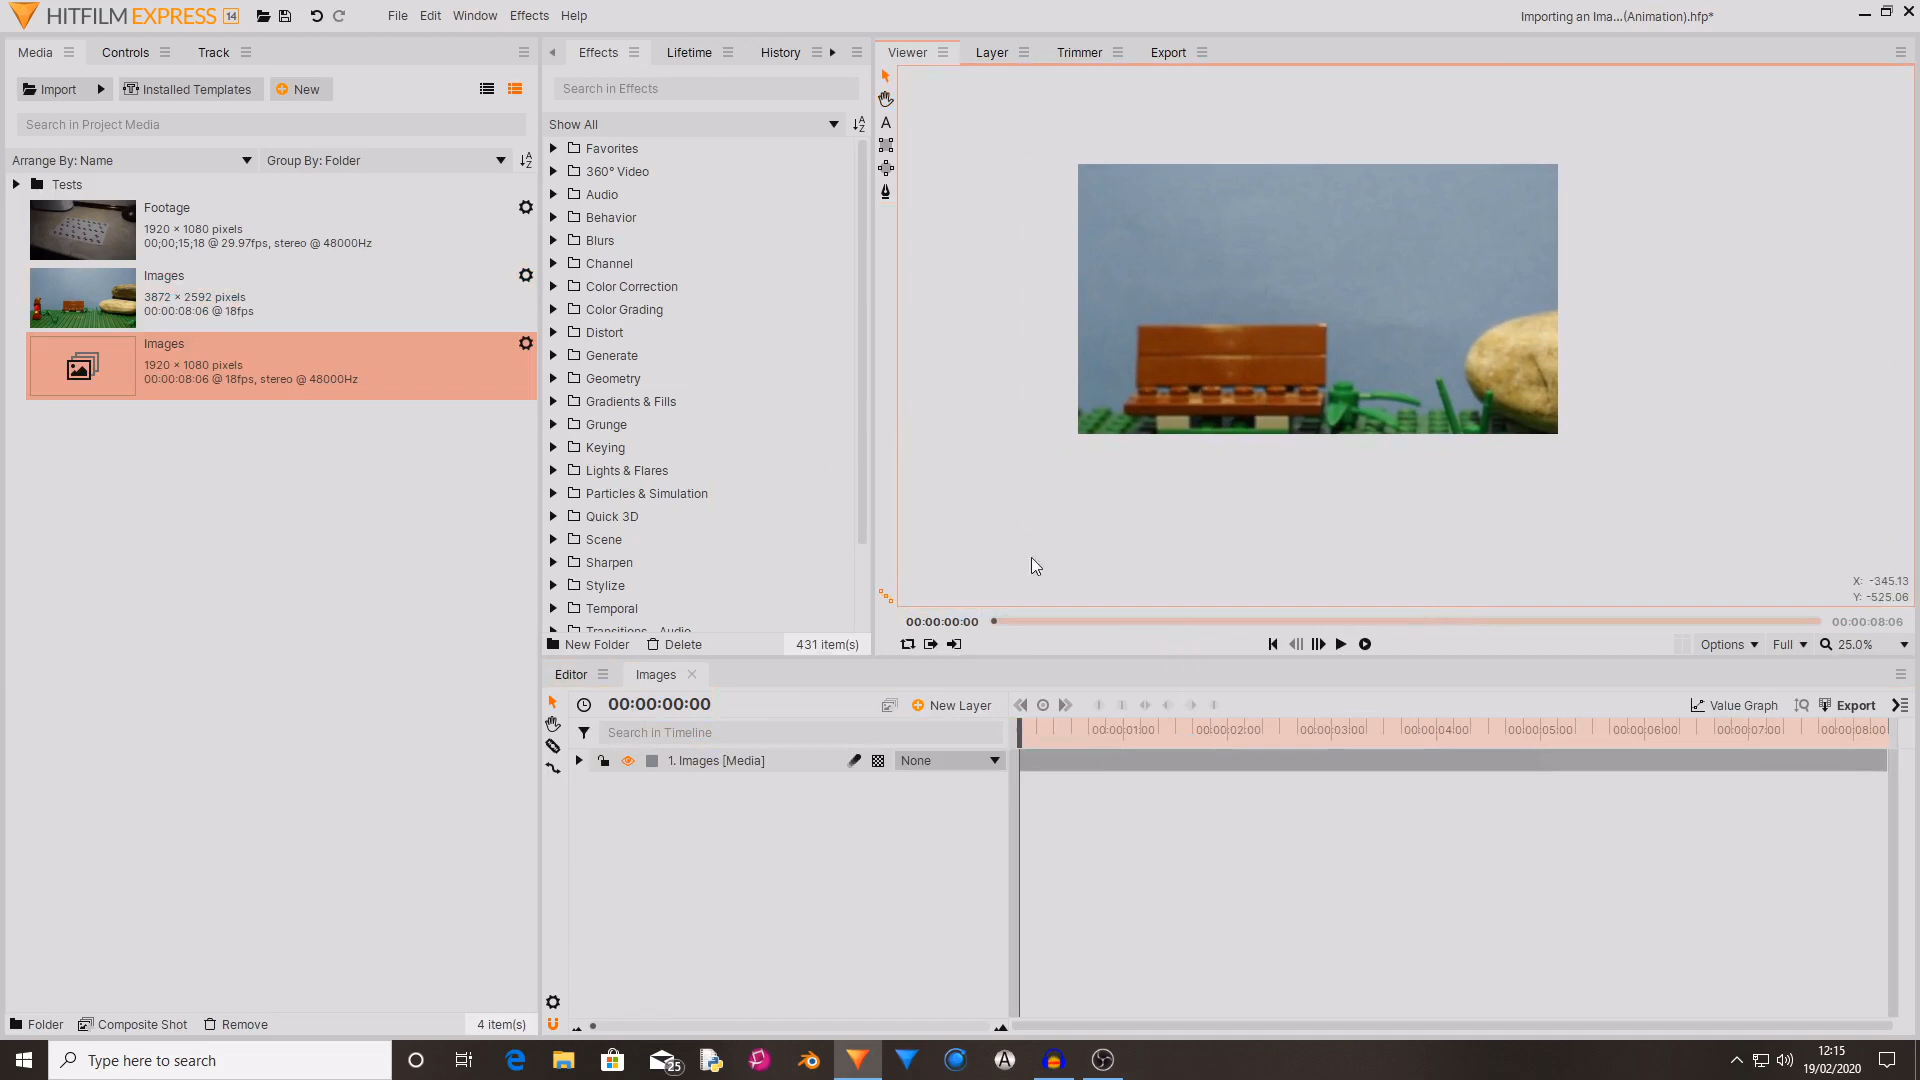 HITFILM EXPRESS 14
File Edit Window Effects Help
Importing an Ima...(Animation).hfp*
Media Controls Track
Import Installed Templates New
Search in Project Media
Arrange By: Name Group By: Folder
Tests
Footage
1920 × 1080 pixels
00;00;15;18 @ 29.97fps, stereo @ 48000Hz
Images
3872 × 2592 pixels
00:00:08:06 @ 18fps
Images
1920 × 1080 pixels
00:00:08:06 @ 18fps, stereo @ 48000Hz
Folder Composite Shot Remove 4 item(s)
Effects Lifetime History
Search in Effects
Show All
Favorites
360° Video
Audio
Behavior
Blurs
Channel
Color Correction
Color Grading
Distort
Generate
Geometry
Gradients & Fills
Grunge
Keying
Lights & Flares
Particles & Simulation
Quick 3D
Scene
Sharpen
Stylize
Temporal
Transitions - Audio
New Folder Delete 431 item(s)
Viewer Layer Trimmer Export
A
X: -345.13
Y: -525.06
00:00:00:00 00:00:08:06
Options Full 25.0%
Editor Images
00:00:00:00 New Layer Value Graph Export
Search in Timeline
00:00:01:00 00:00:02:00 00:00:03:00 00:00:04:00 00:00:05:00 00:00:06:00 00:00:07:00 00:00:08:00
1. Images [Media] None
Type here to search
25
12:15
19/02/2020